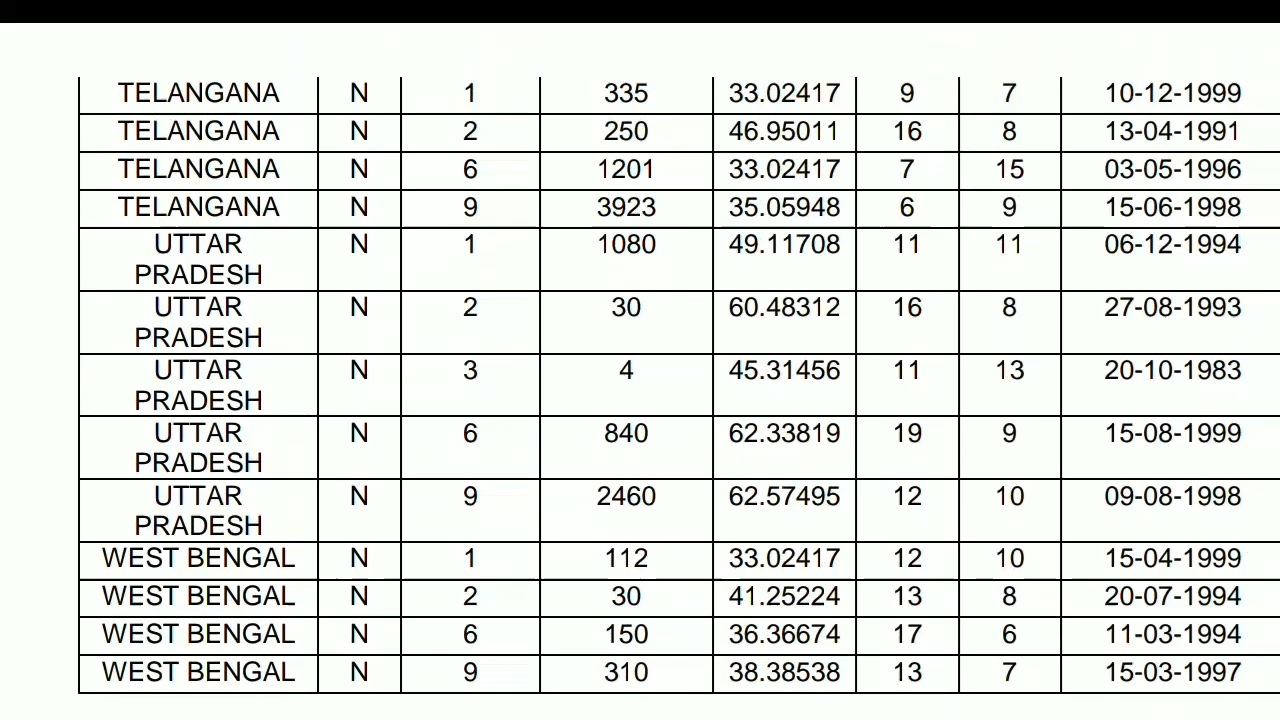 TELANGANA N 1 335 33.02417 9 7 10-12-1999
TELANGANA N 2 250 46.95011 16 8 13-04-1991
TELANGANA N 6 1201 33.02417 7 15 03-05-1996
TELANGANA N 9 3923 35.05948 6 9 15-06-1998
UTTAR N 1 1080 49.11708 11 11 06-12-1994
PRADESH
UTTAR N 2 30 60.48312 16 8 27-08-1993
PRADESH
UTTAR N 3 4 45.31456 11 13 20-10-1983
PRADESH
UTTAR N 6 840 62.33819 19 9 15-08-1999
PRADESH
UTTAR N 9 2460 62.57495 12 10 09-08-1998
PRADESH
WEST BENGAL N 1 112 33.02417 12 10 15-04-1999
WEST BENGAL N 2 30 41.25224 13 8 20-07-1994
WEST BENGAL N 6 150 36.36674 17 6 11-03-1994
WEST BENGAL N 9 310 38.38538 13 7 15-03-1997